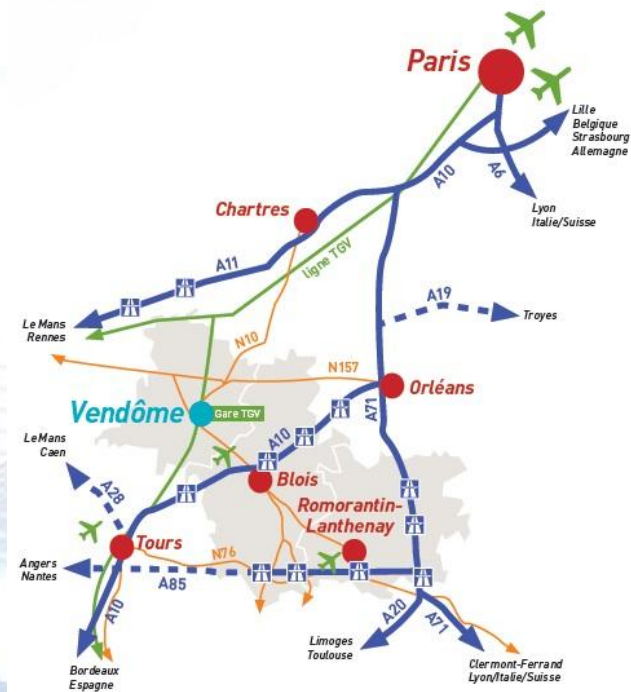 Paris
Lille
Belgique
Strasbourg
Allemagne
A10
A6
Lyon
Italie/Suisse
Chartres
ligne TGV
A11
A19
Troyes
Le Mans
Rennes
N10
N157
Orléans
Vendôme
Gare TGV
A71
A10
Le Mans
Caen
A28
Blois
Romorantin-
Lanthenay
Tours
N76
Angers
Nantes
A85
A10
A20
A71
Limoges
Toulouse
Bordeaux
Espagne
Clermont-Ferrand
Lyon/Italie/Suisse